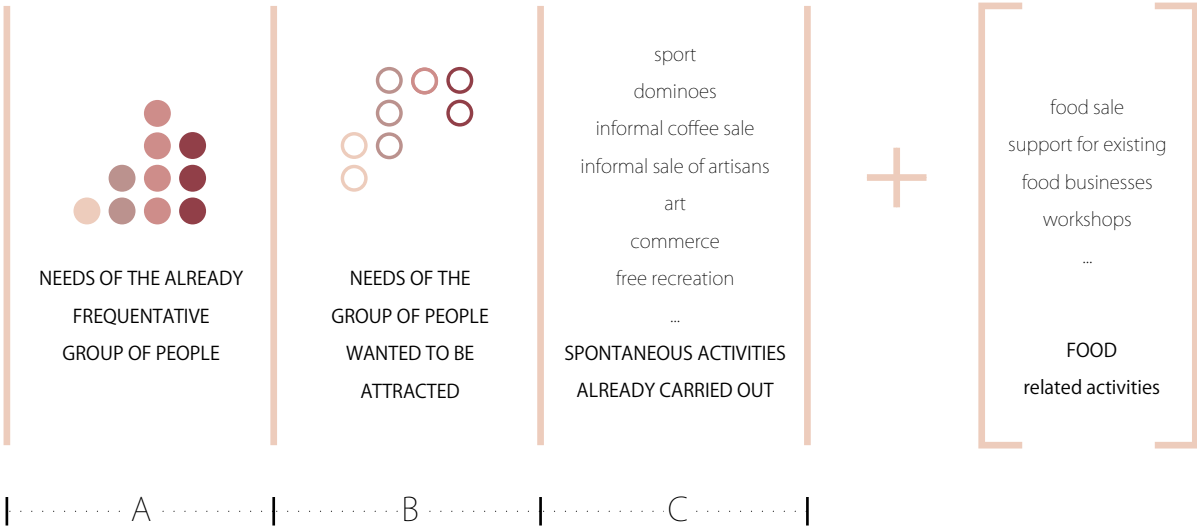 NEEDS OF THE ALREADY
FREQUENTATIVE
GROUP OF PEOPLE
NEEDS OF THE
GROUP OF PEOPLE
WANTED TO BE
ATTRACTED
sport
dominoes
informal coffee sale
informal sale of artisans
art
commerce
free recreation
...
SPONTANEOUS ACTIVITIES
ALREADY CARRIED OUT
+
food sale
support for existing
food businesses
workshops
...
FOOD
related activities
A
B
C